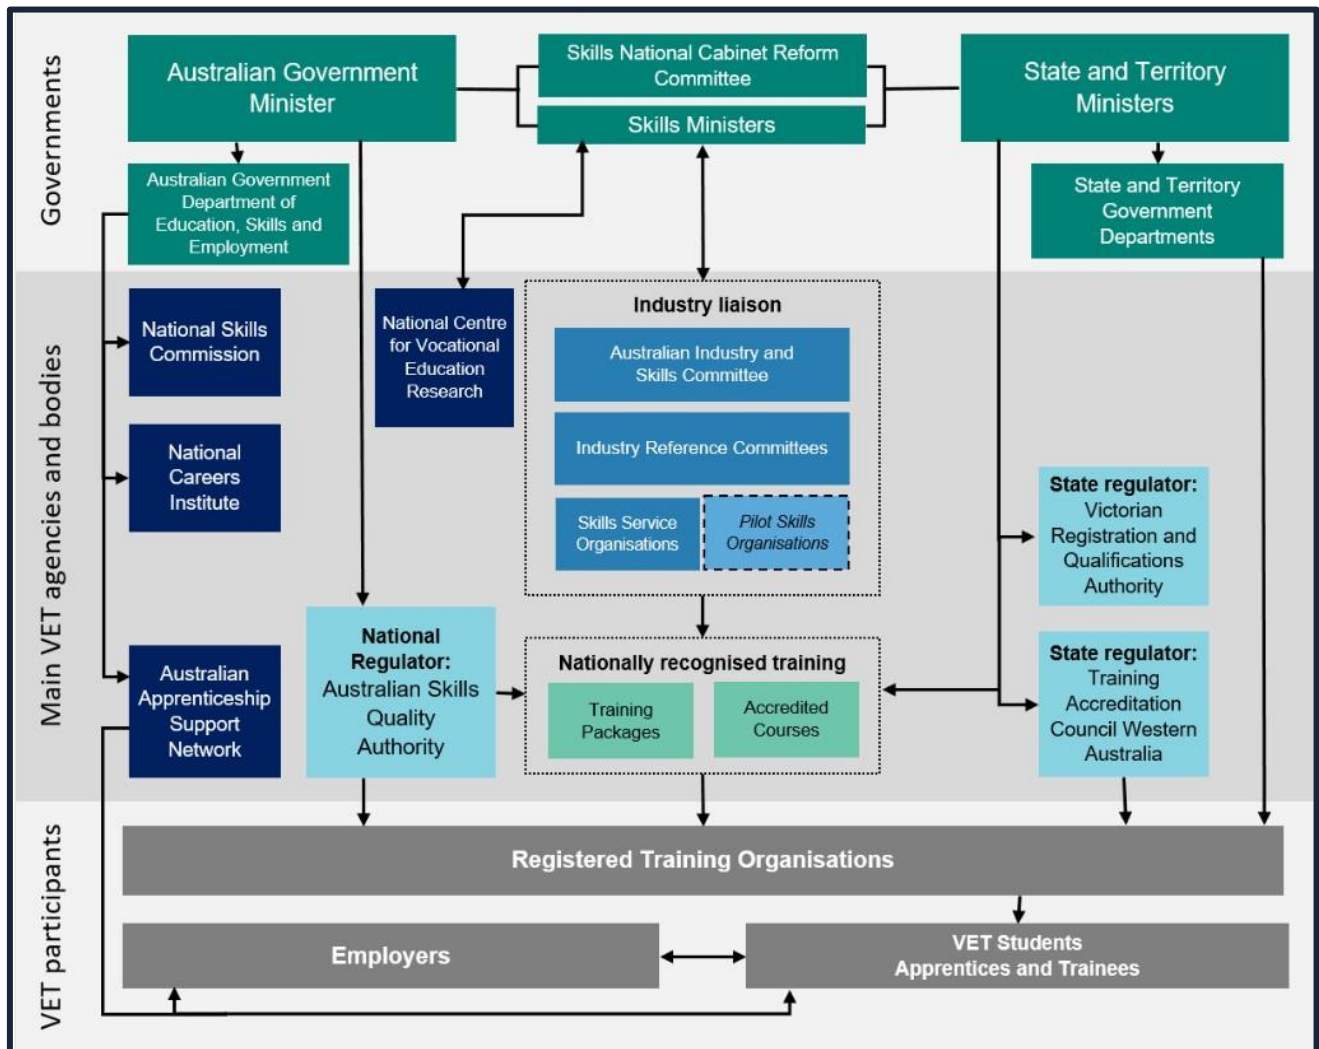 Governments
Australian Government
Minister
Skills National Cabinet Reform
Committee
Skills Ministers
State and Territory
Ministers
Australian Government
Department of
Education, Skills and
Employment
State and Territory
Government
Departments
Main VET agencies and bodies
National Skills
Commission
National
Careers
Institute
Australian
Apprenticeship
Support
Network
National Centre
for Vocational
Education
Research
Industry liaison
Australian Industry and
Skills Committee
Industry Reference Committees
Skills Service
Organisations
Pilot Skills
Organisations
National
Regulator:
Australian Skills
Quality
Authority
Nationally recognised training
Training
Packages
Accredited
Courses
State regulator:
Victorian
Registration and
Qualifications
Authority
State regulator:
Training
Accreditation
Council Western
Australia
VET participants
Registered Training Organisations
Employers
VET Students
Apprentices and Trainees